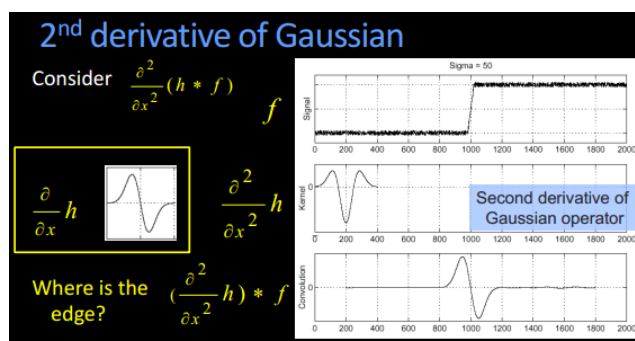 2nd derivative of Gaussian
Consider ∂²/∂x² (h * f)
f
Sigma = 50
Signal
0 200 400 600 800 1000 1200 1400 1600 1800 2000
∂/∂x h
∂²/∂x² h
Kernel
0
Second derivative of
Gaussian operator
0 200 400 600 800 1000 1200 1400 1600 1800 2000
Where is the
edge?
(∂²/∂x² h) * f
Convolution
0
0 200 400 600 800 1000 1200 1400 1600 1800 2000